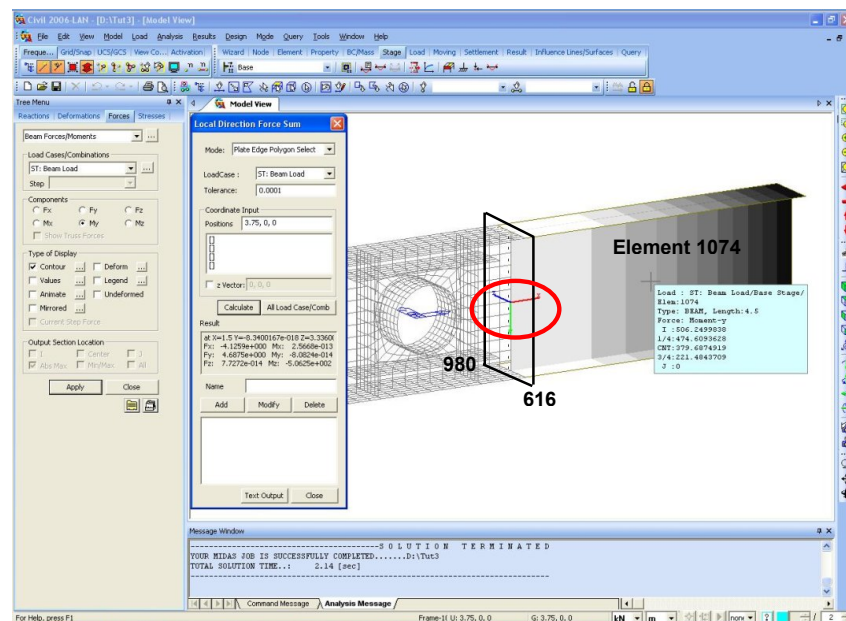 Civil 2006-LAN - [D:\Tut3] - [Model View]
File Edit View Model Load Analysis Results Design Mode Query Tools Window Help
Freque... Grid/Snap UCS/GCS View Co... Activation
Wizard Node Element Property BC/Mass Stage Load Moving Settlement Result Influence Lines/Surfaces Query
Base
Tree Menu
Reactions Deformations Forces Stresses
Beam Forces/Moments
Load Cases/Combinations
ST: Beam Load
Step
Components
Fx Fy Fz
Mx My Mz
Show Truss Forces
Type of Display
Contour ... Deform ...
Values ... Legend ...
Animate ... Undeformed
Mirrored ...
Current Step Force
Output Section Location
I Center J
Abs Max Min/Max All
Apply Close
Model View
Local Direction Force Sum
Mode: Plate Edge Polygon Select
LoadCase : ST: Beam Load
Tolerance: 0.0001
Coordinate Input
Positions 3.75, 0, 0
z Vector: 0, 0, 0
Calculate All Load Case/Comb
Result
at X=1.5 Y=-8.3400167e-018 Z=3.3360
Fx: -4.1259e+000 Mx: 2.5668e-013
Fy: 4.6875e+000 My: -8.0824e-014
Fz: 7.7272e-014 Mz: -5.0625e+002
Name
Add Modify Delete
Text Output Close
Element 1074
980
616
Load : ST: Beam Load/Base Stage/
Elem:1074
Type: BEAM, Length:4.5
Force: Moment-y
I :506.2499838
1/4:474.6093628
CNT:379.6874919
3/4:221.4843709
J :0
Message Window
SOLUTION TERMINATED
YOUR MIDAS JOB IS SUCCESSFULLY COMPLETED.......D:\Tut3
TOTAL SOLUTION TIME..: 2.14 [sec]
Command Message Analysis Message
For Help, press F1
U: 3.75, 0, 0 G: 3.75, 0, 0 kN m non 2